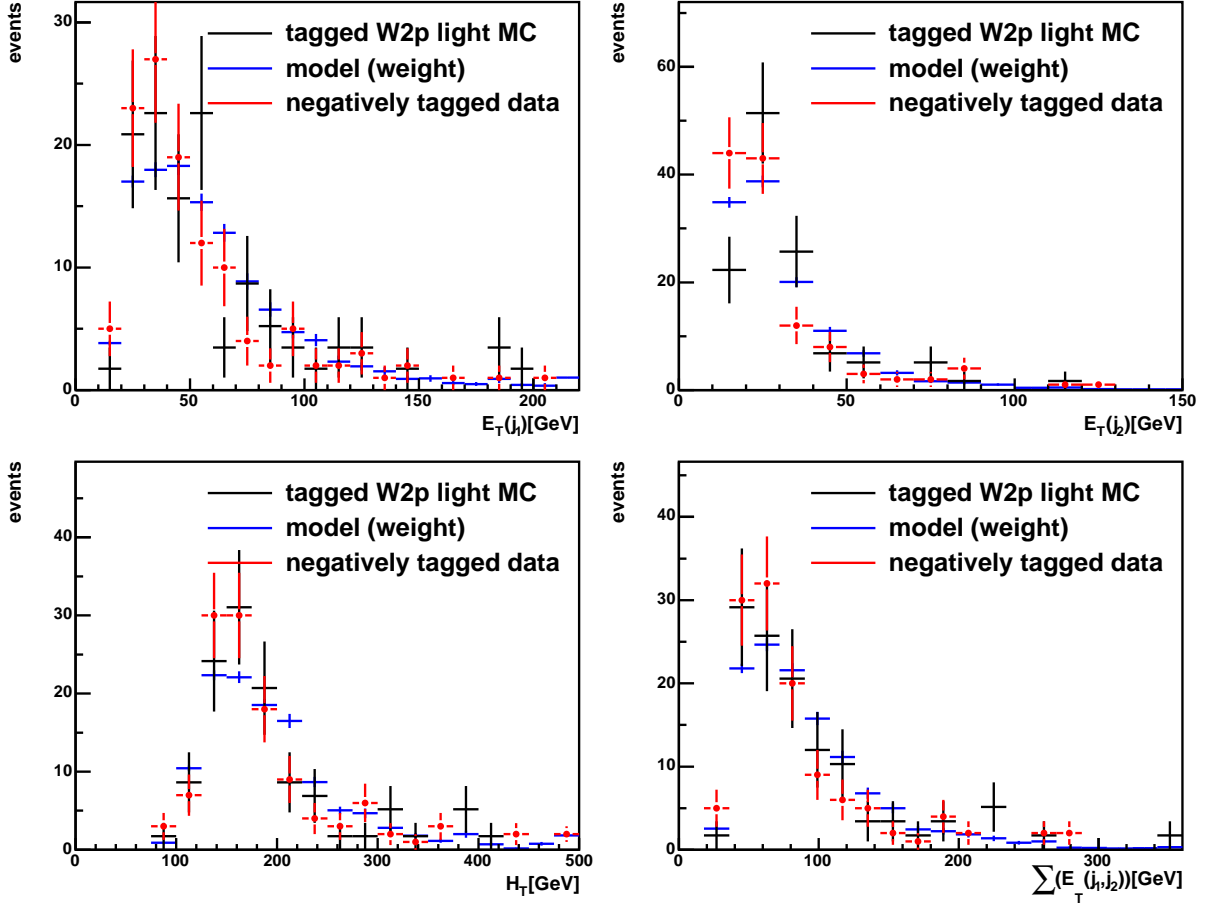 events
30
20
10
0
tagged W2p light MC
model (weight)
negatively tagged data
0 50 100 150 200
E_T(j_1)[GeV]
events
60
40
20
0
tagged W2p light MC
model (weight)
negatively tagged data
0 50 100 150
E_T(j_2)[GeV]
events
40
30
20
10
0
tagged W2p light MC
model (weight)
negatively tagged data
0 100 200 300 400 500
H_T[GeV]
events
40
30
20
10
0
tagged W2p light MC
model (weight)
negatively tagged data
0 100 200 300
∑(E_T(j_1,j_2))[GeV]